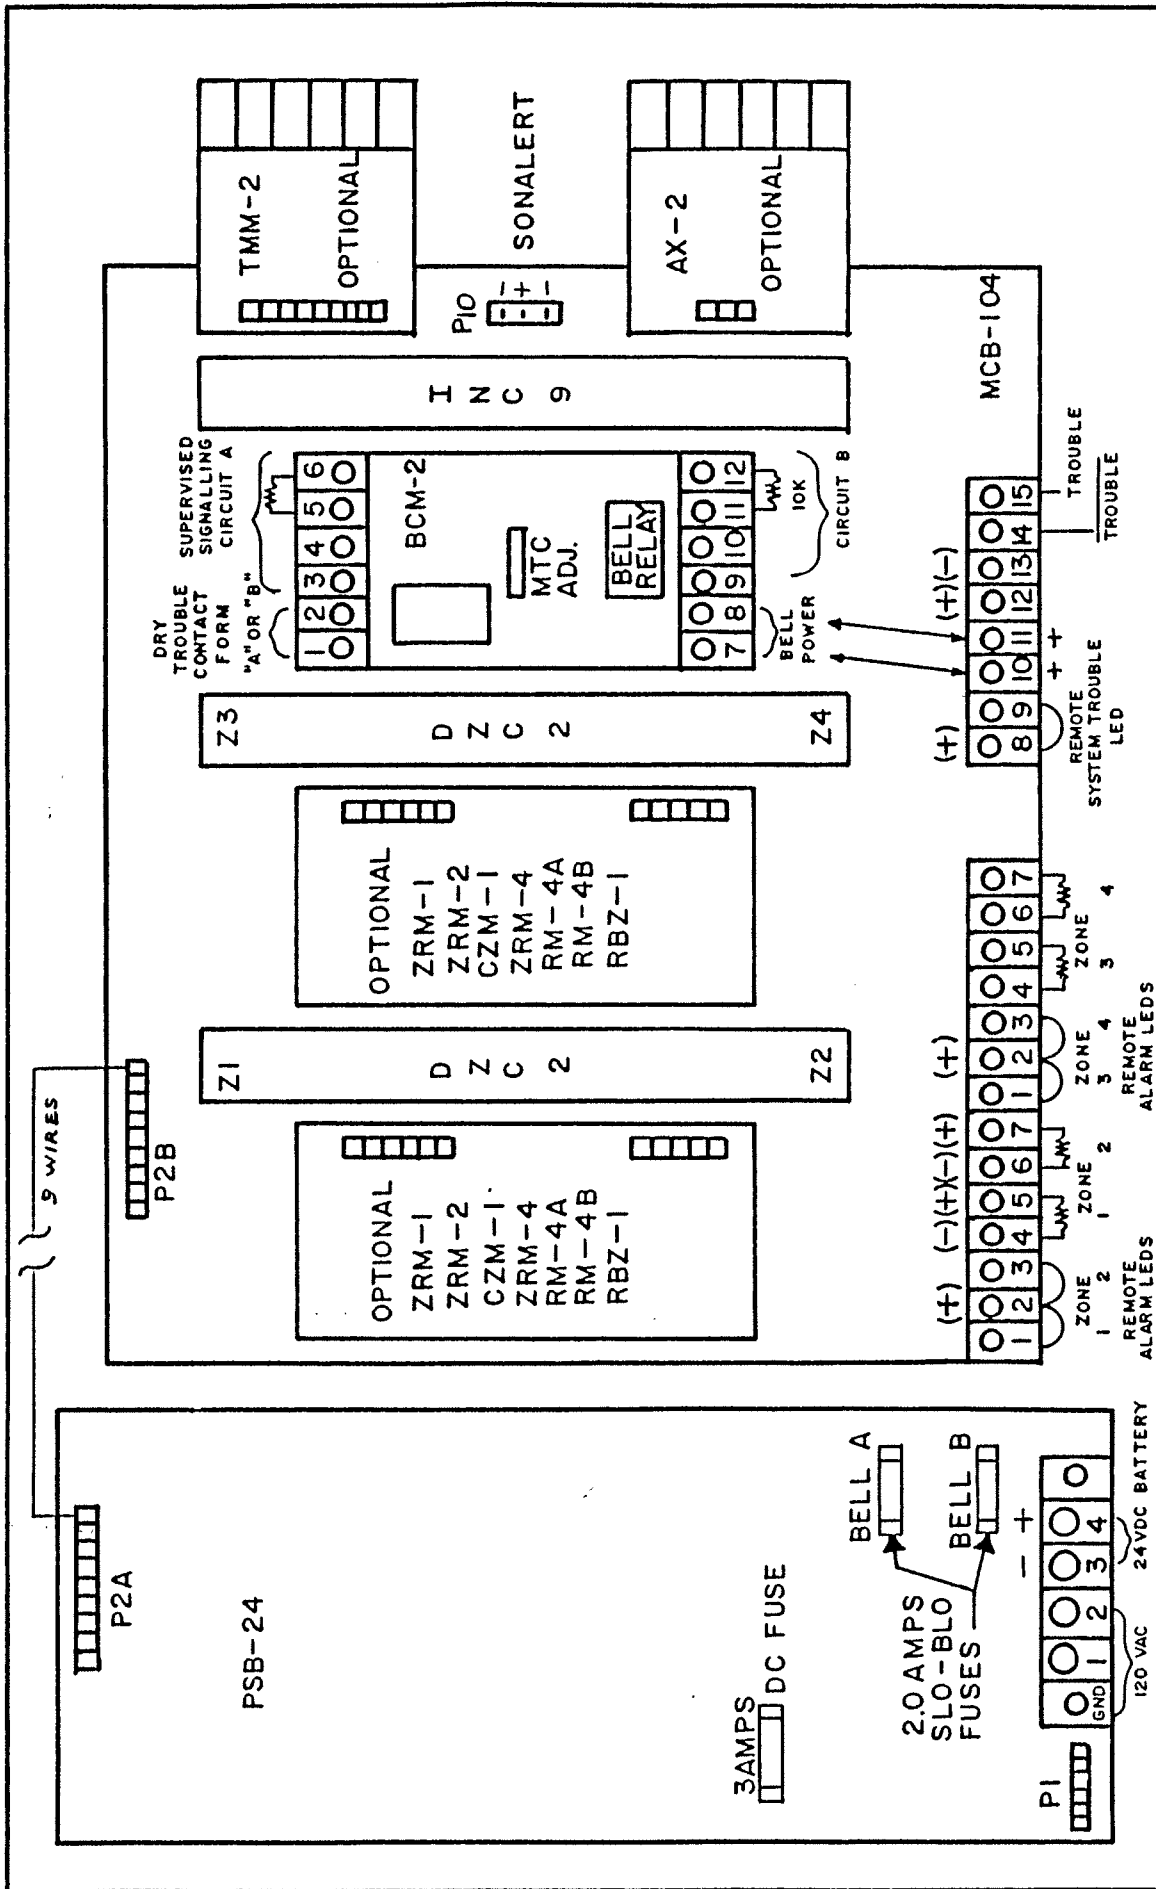 9 WIRES
P2A
PSB-24
3AMPS
DC FUSE
BELL A
BELL B
2.0 AMPS
SLO-BLO
FUSES
P1
- +
GND 1 2 3 4
120 VAC
24VDC BATTERY
P2B
OPTIONAL
ZRM-1
ZRM-2
CZM-1
ZRM-4
RM-4A
RM-4B
RBZ-1
Z1
DZC2
Z2
OPTIONAL
ZRM-1
ZRM-2
CZM-1
ZRM-4
RM-4A
RM-4B
RBZ-1
Z3
DZC2
Z4
DRY
TROUBLE
CONTACT
FORM
"A" OR "B"
SUPERVISED
SIGNALLING
CIRCUIT A
1 2 3 4 5 6
BCM-2
MTC
ADJ.
BELL
RELAY
7 8 9 10 11 12
BELL
POWER
10K
CIRCUIT B
INC9
TMM-2
OPTIONAL
P10
- + -
SONALERT
AX-2
OPTIONAL
MCB-104
(+) (-)(+)(-)(+)
1 2 3 4 5 6 7
ZONE
1 2
REMOTE
ALARM LEDS
ZONE
1 2
(+)
1 2 3 4 5 6 7
ZONE
3 4
REMOTE
ALARM LEDS
ZONE
3 4
(+) (+)(-)
8 9 10 11 12 13 14 15
+ +
REMOTE
SYSTEM TROUBLE
LED
TROUBLE
TROUBLE